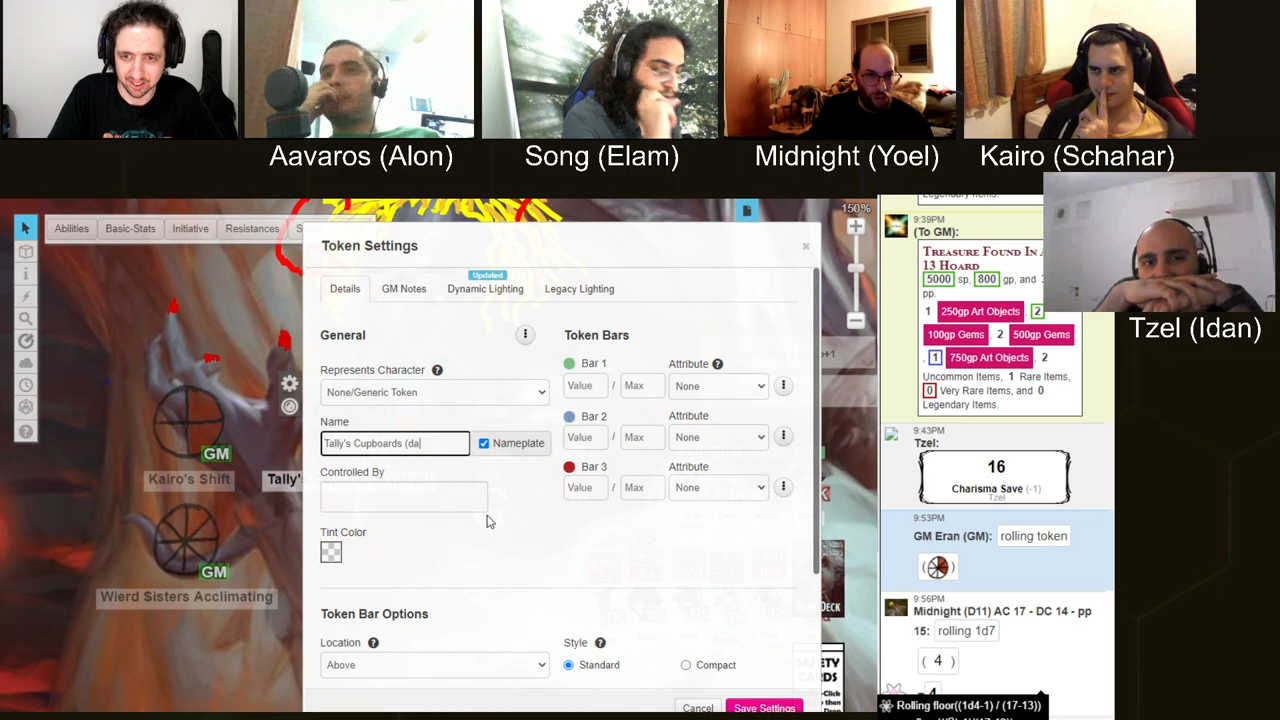 Aavaros (Alon)
Song (Elam)
Midnight (Yoel)
Kairo (Schahar)
Tzel (Idan)
Abilities
Basic-Stats
Initiative
Resistances
150%
Token Settings
Details
GM Notes
Updated
Dynamic Lighting
Legacy Lighting
General
Token Bars
Represents Character
None/Generic Token
Name
Tally's Cupboards (da
Nameplate
Controlled By
Tint Color
Bar 1
Attribute
Value / Max
None
Bar 2
Attribute
Value / Max
None
Bar 3
Attribute
Value / Max
None
Token Bar Options
Location
Above
Style
Standard
Compact
Cancel
Save Settings
GM
Kairo's Shift
Tally'
GM
Wierd Sisters Acclimating
Legendary Items.
9:39PM
(To GM):
Treasure Found In
13 Hoard
5000 sp, 800 gp, and
pp.
1 250gp Art Objects, 2
100gp Gems, 2 500gp Gems
, 1 750gp Art Objects, 2
Uncommon Items, 1 Rare Items,
0 Very Rare Items, and 0
Legendary Items.
9:43PM
Tzel:
16
Charisma Save (-1)
Tzel
9:53PM
GM Eran (GM): rolling token
9:56PM
Midnight (D11) AC 17 - DC 14 - pp
15: rolling 1d7
( 4 )
Rolling floor((1d4-1) / (17-13))